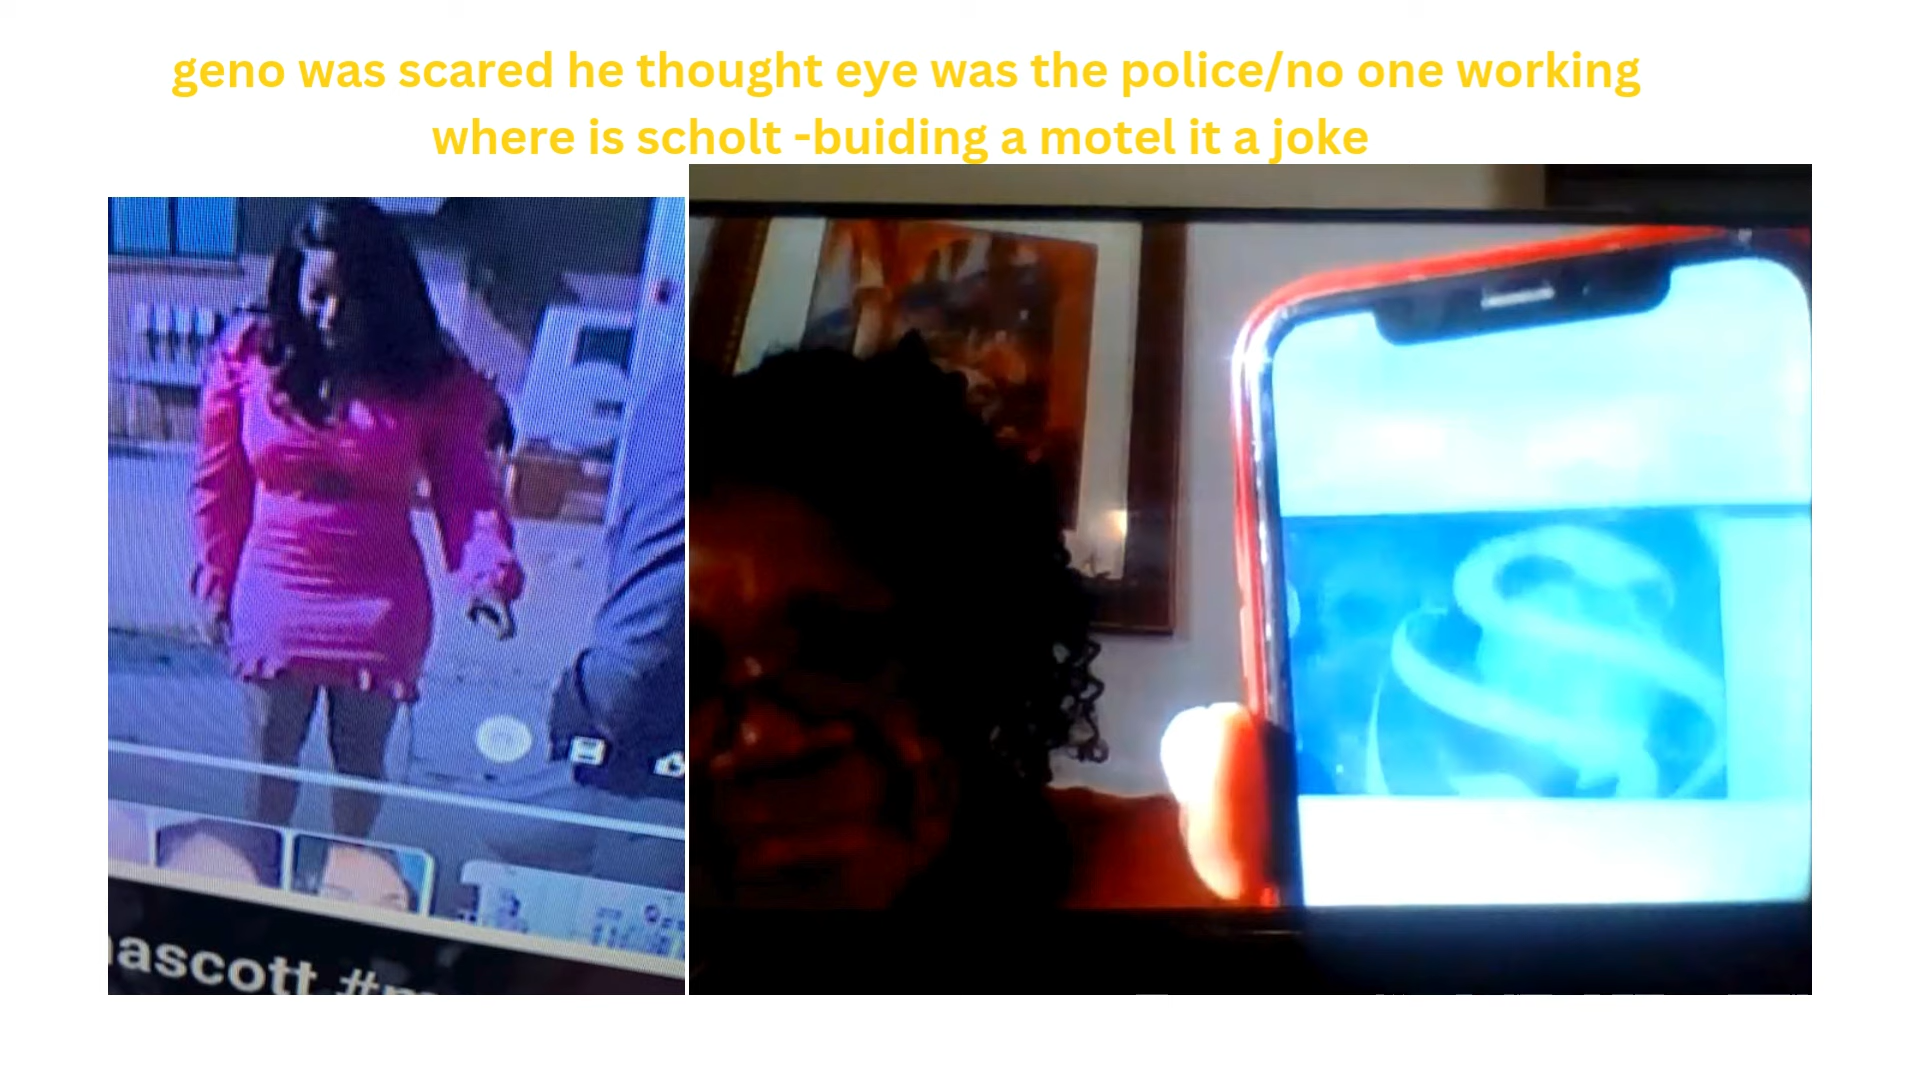 geno was scared he thought eye was the police/no one working
where is scholt -buiding a motel it a joke
ascott #
S